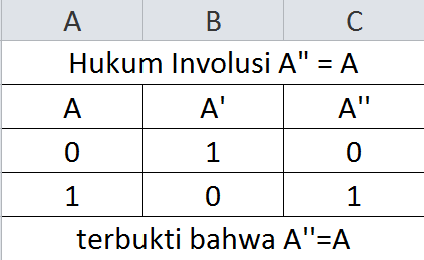 A B C
Hukum Involusi A" = A
A A' A''
0 1 0
1 0 1
terbukti bahwa A''=A